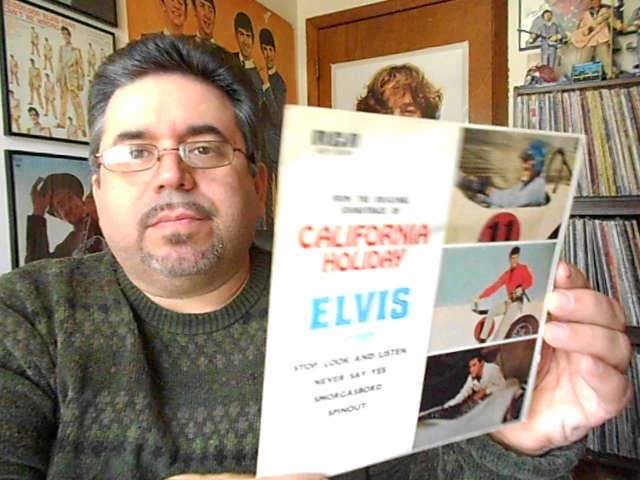 RCA
FROM THE ORIGINAL
SOUNDTRACK OF
CALIFORNIA
HOLIDAY
ELVIS
STOP LOOK AND LISTEN
NEVER SAY YES
SMORGASBORD
SPINOUT
11